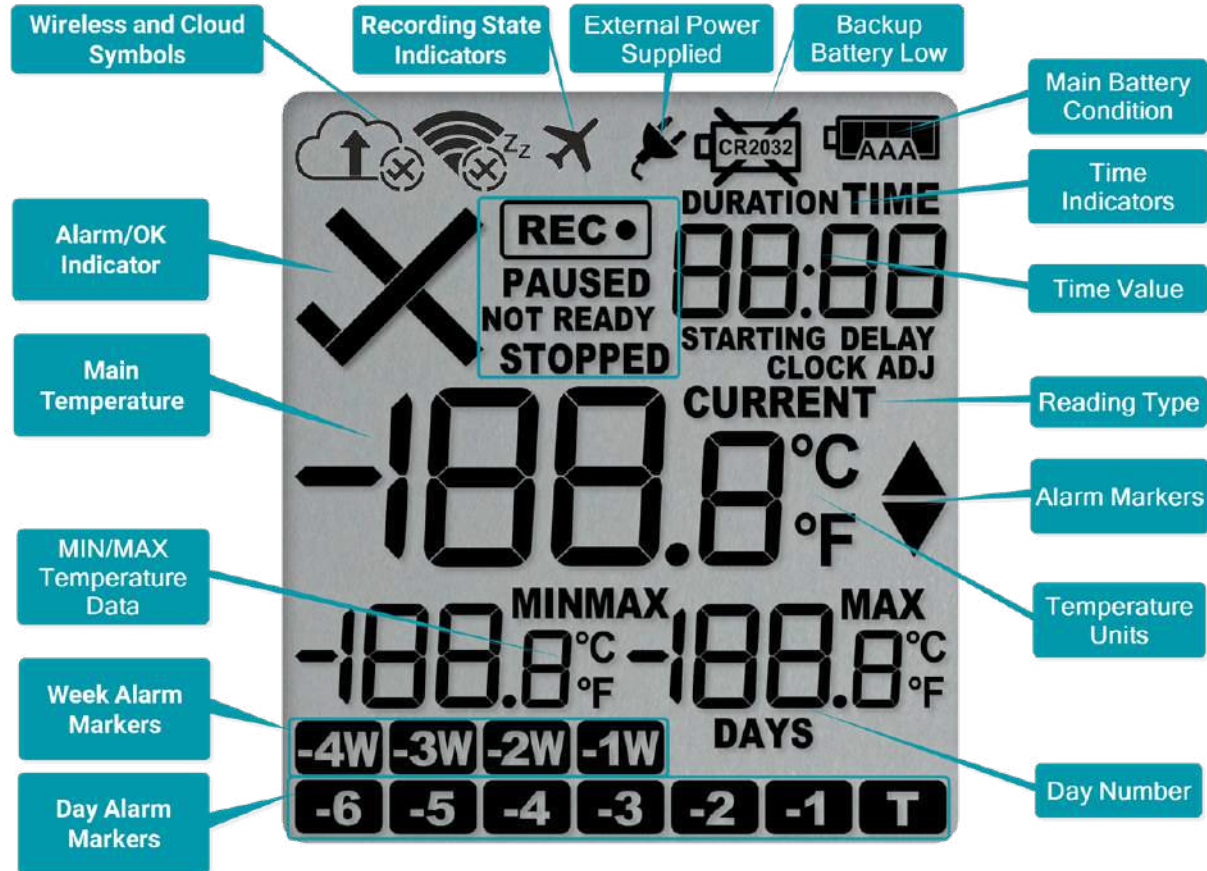 Wireless and Cloud
Symbols
Recording State
Indicators
External Power
Supplied
Backup
Battery Low
Main Battery
Condition
Time
Indicators
Alarm/OK
Indicator
Time Value
Main
Temperature
Reading Type
Alarm Markers
MIN/MAX
Temperature
Data
Temperature
Units
Week Alarm
Markers
Day Alarm
Markers
Day Number
Zz
CR2032
AAA
DURATION TIME
REC
88:88
PAUSED
NOT READY
STOPPED
STARTING DELAY
CLOCK ADJ
CURRENT
-188.8 °C
°F
MINMAX
MAX
-188.8 °C
°F
-188.8 °C
°F
DAYS
-4W -3W -2W -1W
-6 -5 -4 -3 -2 -1 T